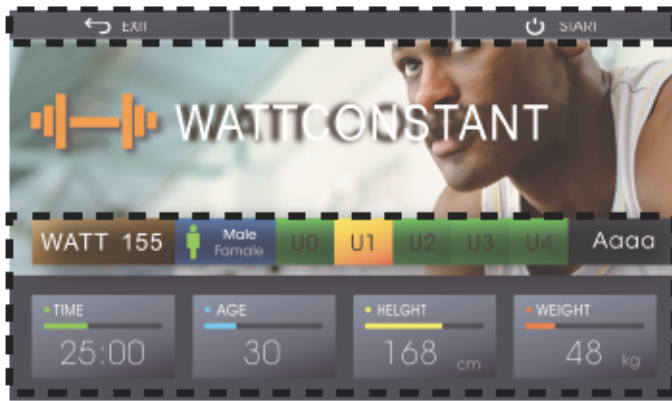 EXIT START
WATTCONSTANT
WATT 155 Male U0 U1 U2 U3 U4 Aaaa
Famale
TIME AGE HELGHT WEIGHT
25:00 30 168 cm 48 kg